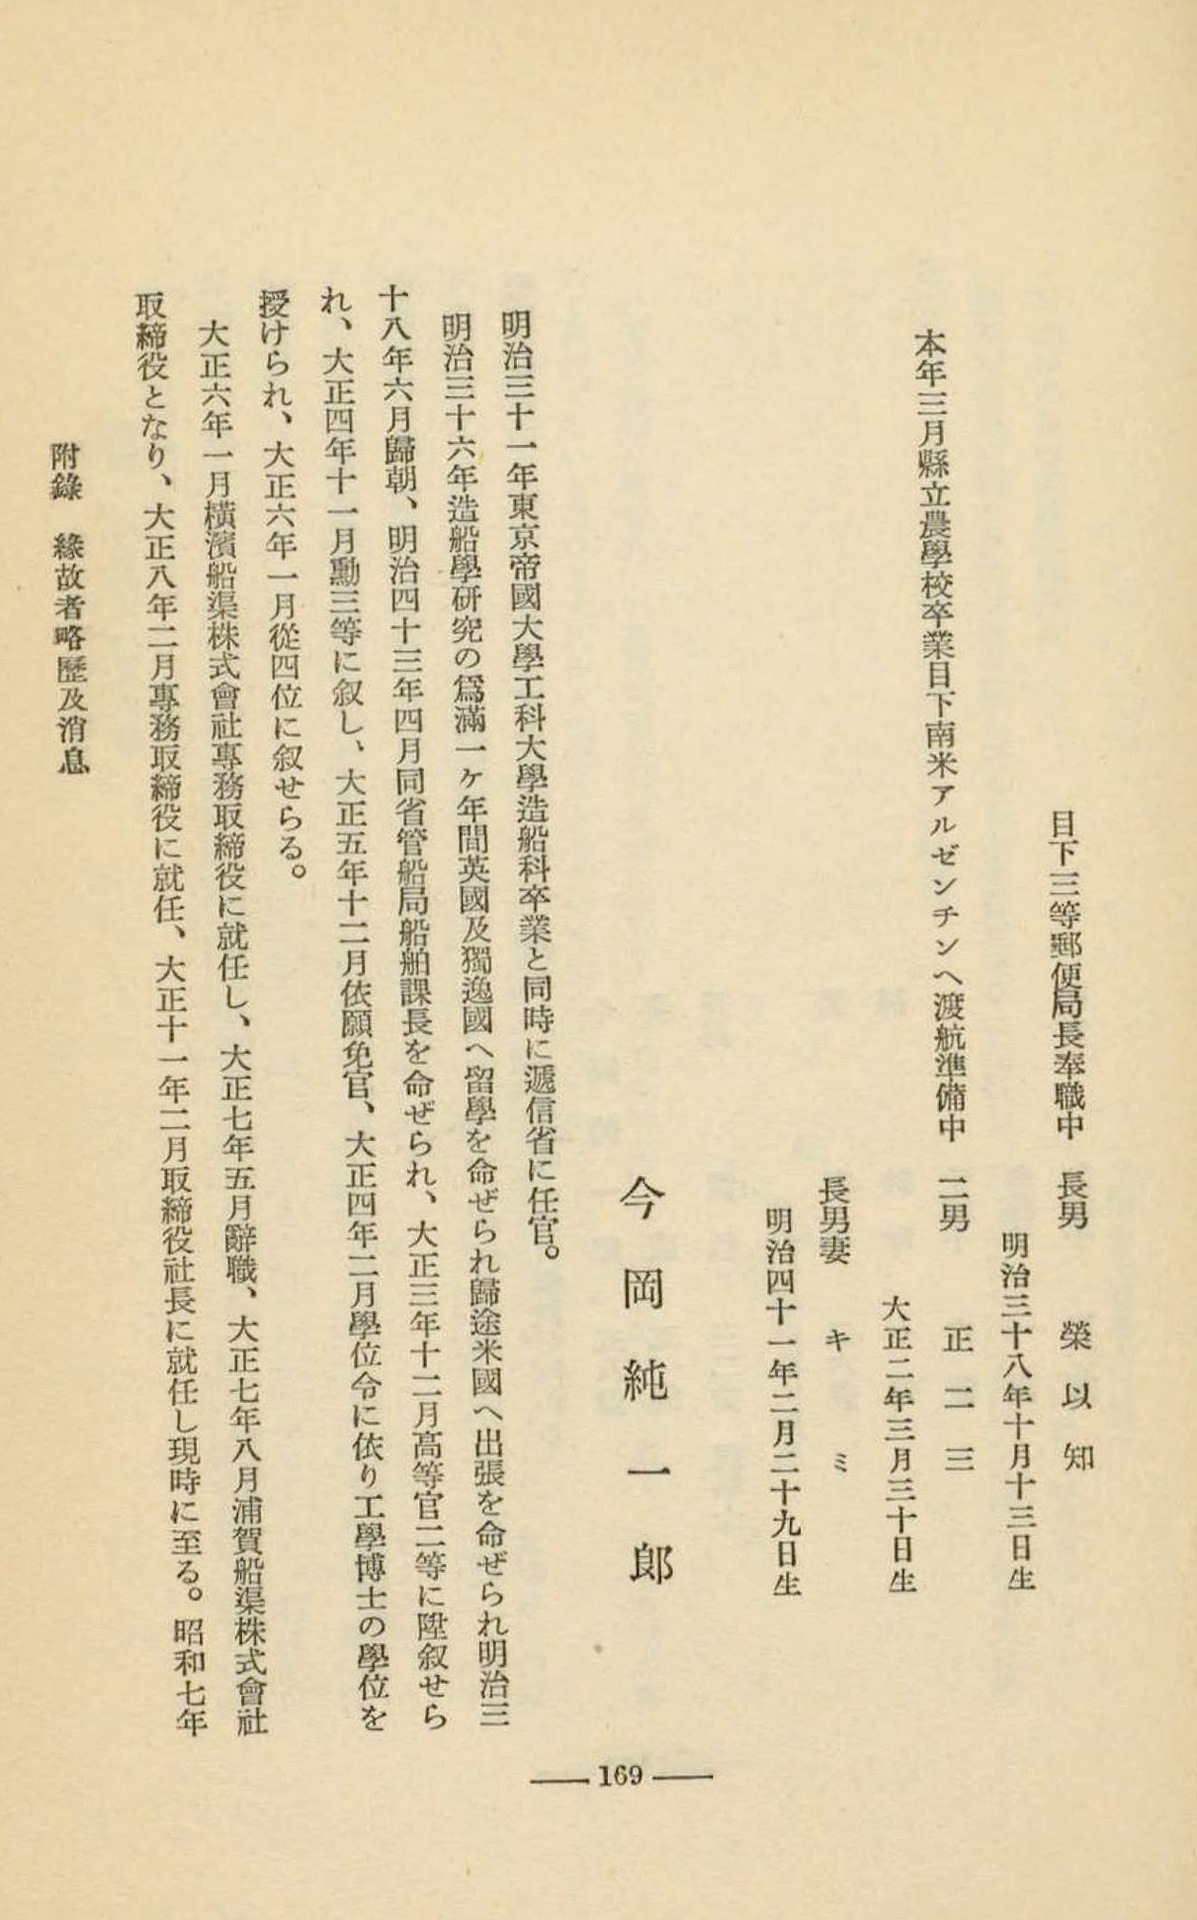 目下三等郵便局長奉職中　長男　榮以知
明治三十八年十月十三日生
本年三月縣立農學校卒業目下南米アルゼンチンへ渡航準備中　二男　正二三
大正二年三月三十日生
長男妻　キミ
明治四十一年二月二十九日生
今岡純一郎
明治三十一年東京帝國大學工科大學造船科卒業と同時に遞信省に任官。
明治三十六年造船學研究の爲滿一ヶ年間英國及獨逸國へ留學を命ぜられ歸途米國へ出張を命ぜられ明治三
十八年六月歸朝、明治四十三年四月同省管船局船舶課長を命ぜられ、大正三年十二月高等官二等に陞叙せら
れ、大正四年十一月勳三等に叙し、大正五年十二月依願免官、大正四年二月學位令に依り工學博士の學位を
授けられ、大正六年一月從四位に叙せらる。
大正六年一月橫濱船渠株式會社專務取締役に就任し、大正七年五月辭職、大正七年八月浦賀船渠株式會社
取締役となり、大正八年二月專務取締役に就任、大正十一年二月取締役社長に就任し現時に至る。昭和七年
附錄　緣故者略歷及消息
169